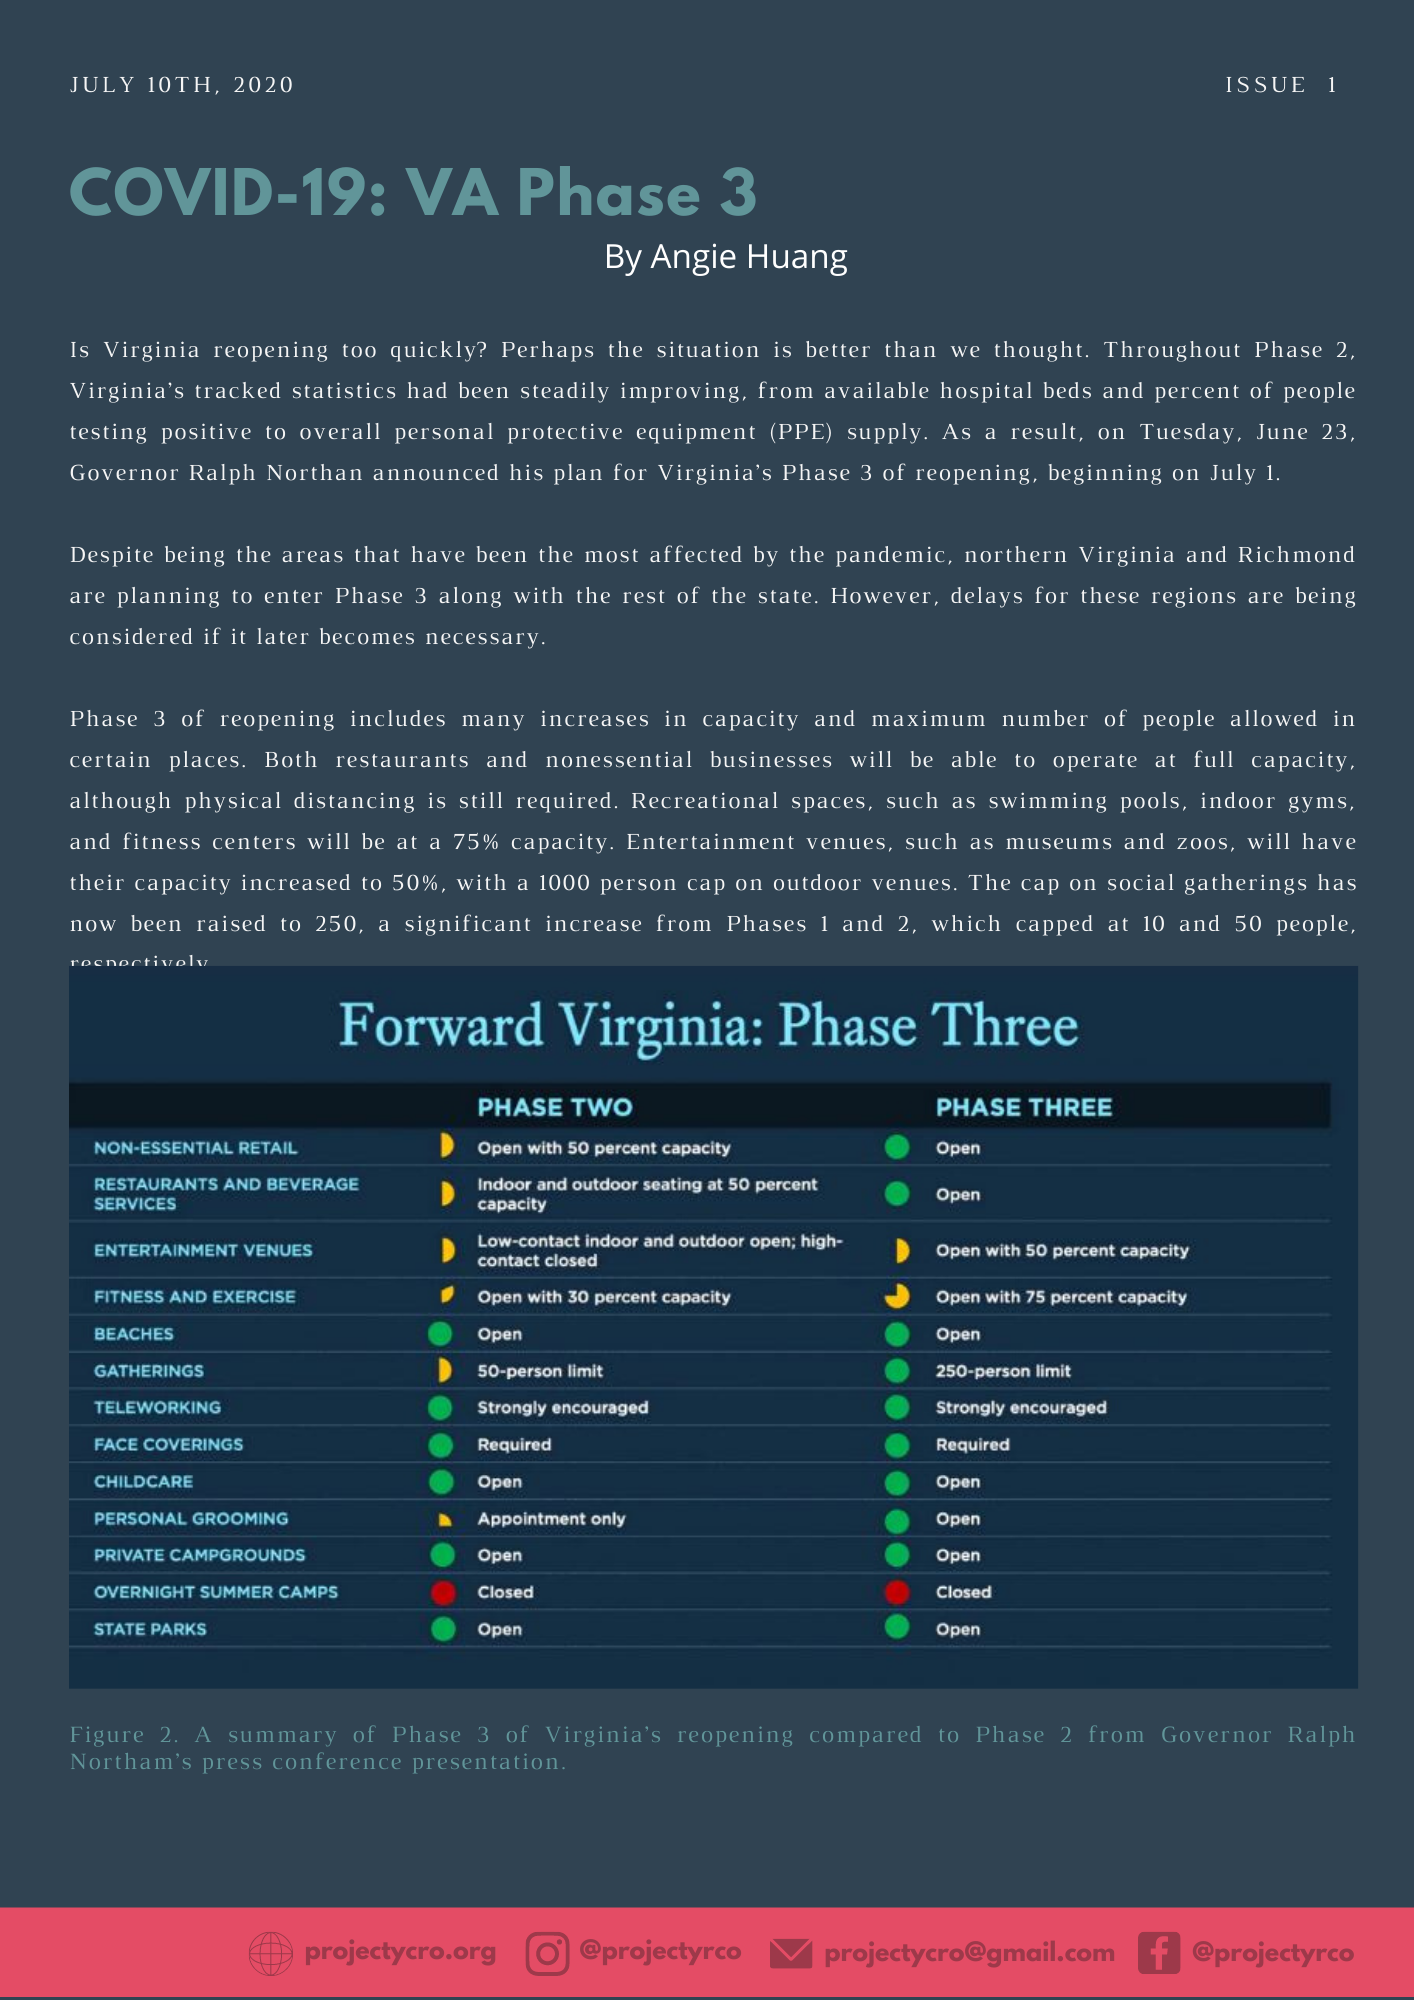 JULY 10TH, 2020
ISSUE 1
COVID-19: VA Phase 3
By Angie Huang
Is Virginia reopening too quickly? Perhaps the situation is better than we thought. Throughout Phase 2,
Virginia’s tracked statistics had been steadily improving, from available hospital beds and percent of people
testing positive to overall personal protective equipment (PPE) supply. As a result, on Tuesday, June 23,
Governor Ralph Northan announced his plan for Virginia’s Phase 3 of reopening, beginning on July 1.
Despite being the areas that have been the most affected by the pandemic, northern Virginia and Richmond
are planning to enter Phase 3 along with the rest of the state. However, delays for these regions are being
considered if it later becomes necessary.
Phase 3 of reopening includes many increases in capacity and maximum number of people allowed in
certain places. Both restaurants and nonessential businesses will be able to operate at full capacity,
although physical distancing is still required. Recreational spaces, such as swimming pools, indoor gyms,
and fitness centers will be at a 75% capacity. Entertainment venues, such as museums and zoos, will have
their capacity increased to 50%, with a 1000 person cap on outdoor venues. The cap on social gatherings has
now been raised to 250, a significant increase from Phases 1 and 2, which capped at 10 and 50 people,
respectively.
Forward Virginia: Phase Three
PHASE TWO PHASE THREE
NON-ESSENTIAL RETAIL Open with 50 percent capacity Open
RESTAURANTS AND BEVERAGE
SERVICES
Indoor and outdoor seating at 50 percent
capacity
Open
ENTERTAINMENT VENUES
Low-contact indoor and outdoor open; high-
contact closed
Open with 50 percent capacity
FITNESS AND EXERCISE Open with 30 percent capacity Open with 75 percent capacity
BEACHES Open Open
GATHERINGS 50-person limit 250-person limit
TELEWORKING Strongly encouraged Strongly encouraged
FACE COVERINGS Required Required
CHILDCARE Open Open
PERSONAL GROOMING Appointment only Open
PRIVATE CAMPGROUNDS Open Open
OVERNIGHT SUMMER CAMPS Closed Closed
STATE PARKS Open Open
Figure 2. A summary of Phase 3 of Virginia’s reopening compared to Phase 2 from Governor Ralph
Northam’s press conference presentation.
projectycro.org @projectyrco projectycro@gmail.com @projectyrco